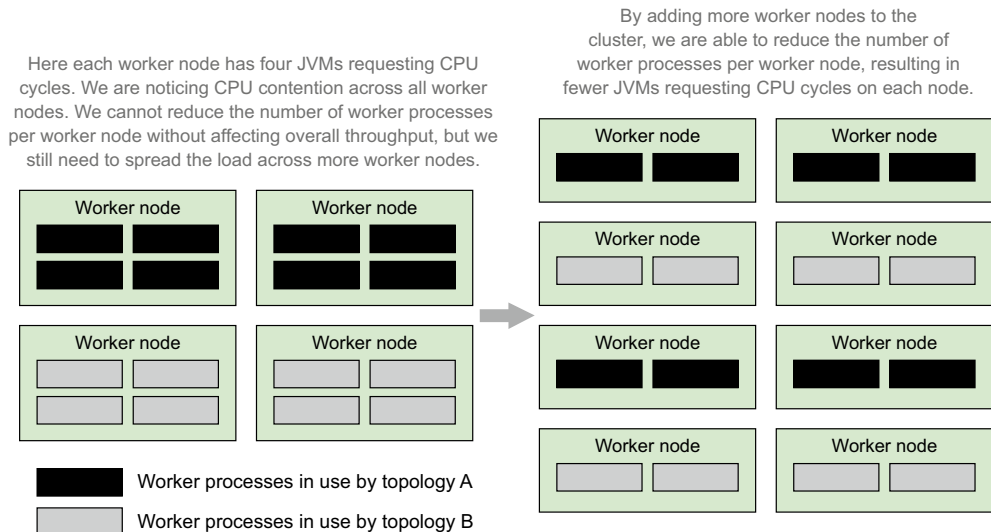 Here each worker node has four JVMs requesting CPU
cycles. We are noticing CPU contention across all worker
nodes. We cannot reduce the number of worker processes
per worker node without affecting overall throughput, but we
still need to spread the load across more worker nodes.
Worker node
Worker node
Worker node
Worker node
Worker processes in use by topology A
Worker processes in use by topology B
By adding more worker nodes to the
cluster, we are able to reduce the number of
worker processes per worker node, resulting in
fewer JVMs requesting CPU cycles on each node.
Worker node
Worker node
Worker node
Worker node
Worker node
Worker node
Worker node
Worker node